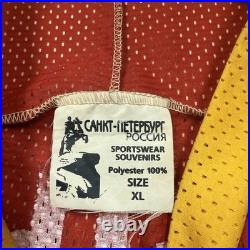 САНКТ-ПЕТЕРБУРГ
РОССИЯ
SPORTSWEAR
SOUVENIRS
Polyester 100%
SIZE
XL